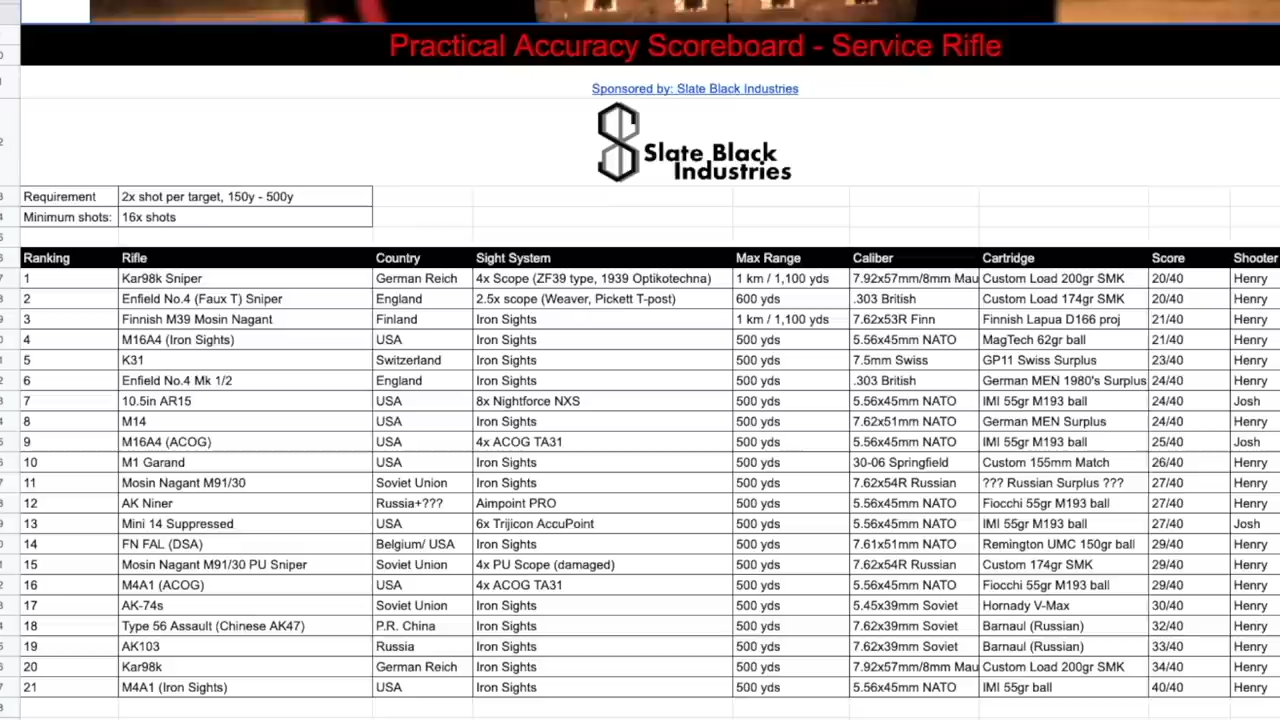 Practical Accuracy Scoreboard - Service Rifle
Sponsored by: Slate Black Industries
Slate Black
Industries
Requirement 2x shot per target, 150y - 500y
Minimum shots: 16x shots
Ranking Rifle Country Sight System Max Range Caliber Cartridge Score Shooter
1 Kar98k Sniper German Reich 4x Scope (ZF39 type, 1939 Optikotechna) 1 km / 1,100 yds 7.92x57mm/8mm Mau Custom Load 200gr SMK 20/40 Henry
2 Enfield No.4 (Faux T) Sniper England 2.5x scope (Weaver, Pickett T-post) 600 yds .303 British Custom Load 174gr SMK 20/40 Henry
3 Finnish M39 Mosin Nagant Finland Iron Sights 1 km / 1,100 yds 7.62x53R Finn Finnish Lapua D166 proj 21/40 Henry
4 M16A4 (Iron Sights) USA Iron Sights 500 yds 5.56x45mm NATO MagTech 62gr ball 21/40 Henry
5 K31 Switzerland Iron Sights 500 yds 7.5mm Swiss GP11 Swiss Surplus 23/40 Henry
6 Enfield No.4 Mk 1/2 England Iron Sights 500 yds .303 British German MEN 1980's Surplus 24/40 Henry
7 10.5in AR15 USA 8x Nightforce NXS 500 yds 5.56x45mm NATO IMI 55gr M193 ball 24/40 Josh
8 M14 USA Iron Sights 500 yds 7.62x51mm NATO German MEN Surplus 24/40 Henry
9 M16A4 (ACOG) USA 4x ACOG TA31 500 yds 5.56x45mm NATO IMI 55gr M193 ball 25/40 Josh
10 M1 Garand USA Iron Sights 500 yds 30-06 Springfield Custom 155mm Match 26/40 Henry
11 Mosin Nagant M91/30 Soviet Union Iron Sights 500 yds 7.62x54R Russian ??? Russian Surplus ??? 27/40 Henry
12 AK Niner Russia+??? Aimpoint PRO 500 yds 5.56x45mm NATO Fiocchi 55gr M193 ball 27/40 Henry
13 Mini 14 Suppressed USA 6x Trijicon AccuPoint 500 yds 5.56x45mm NATO IMI 55gr M193 ball 27/40 Josh
14 FN FAL (DSA) Belgium/ USA Iron Sights 500 yds 7.61x51mm NATO Remington UMC 150gr ball 29/40 Henry
15 Mosin Nagant M91/30 PU Sniper Soviet Union 4x PU Scope (damaged) 500 yds 7.62x54R Russian Custom 174gr SMK 29/40 Henry
16 M4A1 (ACOG) USA 4x ACOG TA31 500 yds 5.56x45mm NATO Fiocchi 55gr M193 ball 29/40 Henry
17 AK-74s Soviet Union Iron Sights 500 yds 5.45x39mm Soviet Hornady V-Max 30/40 Henry
18 Type 56 Assault (Chinese AK47) P.R. China Iron Sights 500 yds 7.62x39mm Soviet Barnaul (Russian) 32/40 Henry
19 AK103 Russia Iron Sights 500 yds 7.62x39mm Soviet Barnaul (Russian) 33/40 Henry
20 Kar98k German Reich Iron Sights 500 yds 7.92x57mm/8mm Mau Custom Load 200gr SMK 34/40 Henry
21 M4A1 (Iron Sights) USA Iron Sights 500 yds 5.56x45mm NATO IMI 55gr ball 40/40 Henry